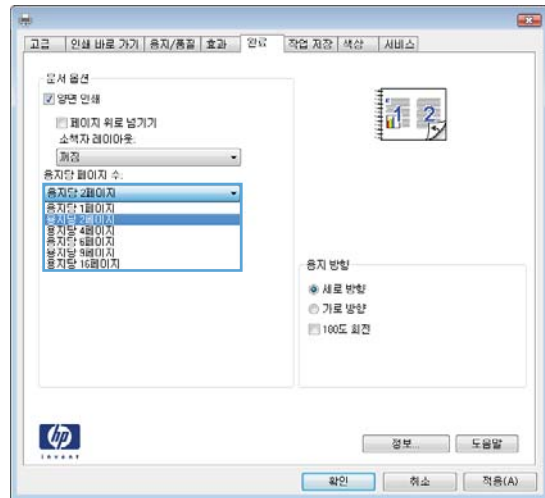 고급 인쇄 바로 가기 용지/품질 효과 완료 작업 저장 색상 서비스
문서 옵션
양면 인쇄
페이지 위로 넘기기
소책자 레이아웃:
꺼짐
용지당 페이지 수:
용지당 2페이지
용지당 1페이지
용지당 2페이지
용지당 4페이지
용지당 6페이지
용지당 9페이지
용지당 16페이지
1 2
용지 방향
세로 방향
가로 방향
180도 회전
hp
invent
정보... 도움말
확인 취소 적용(A)